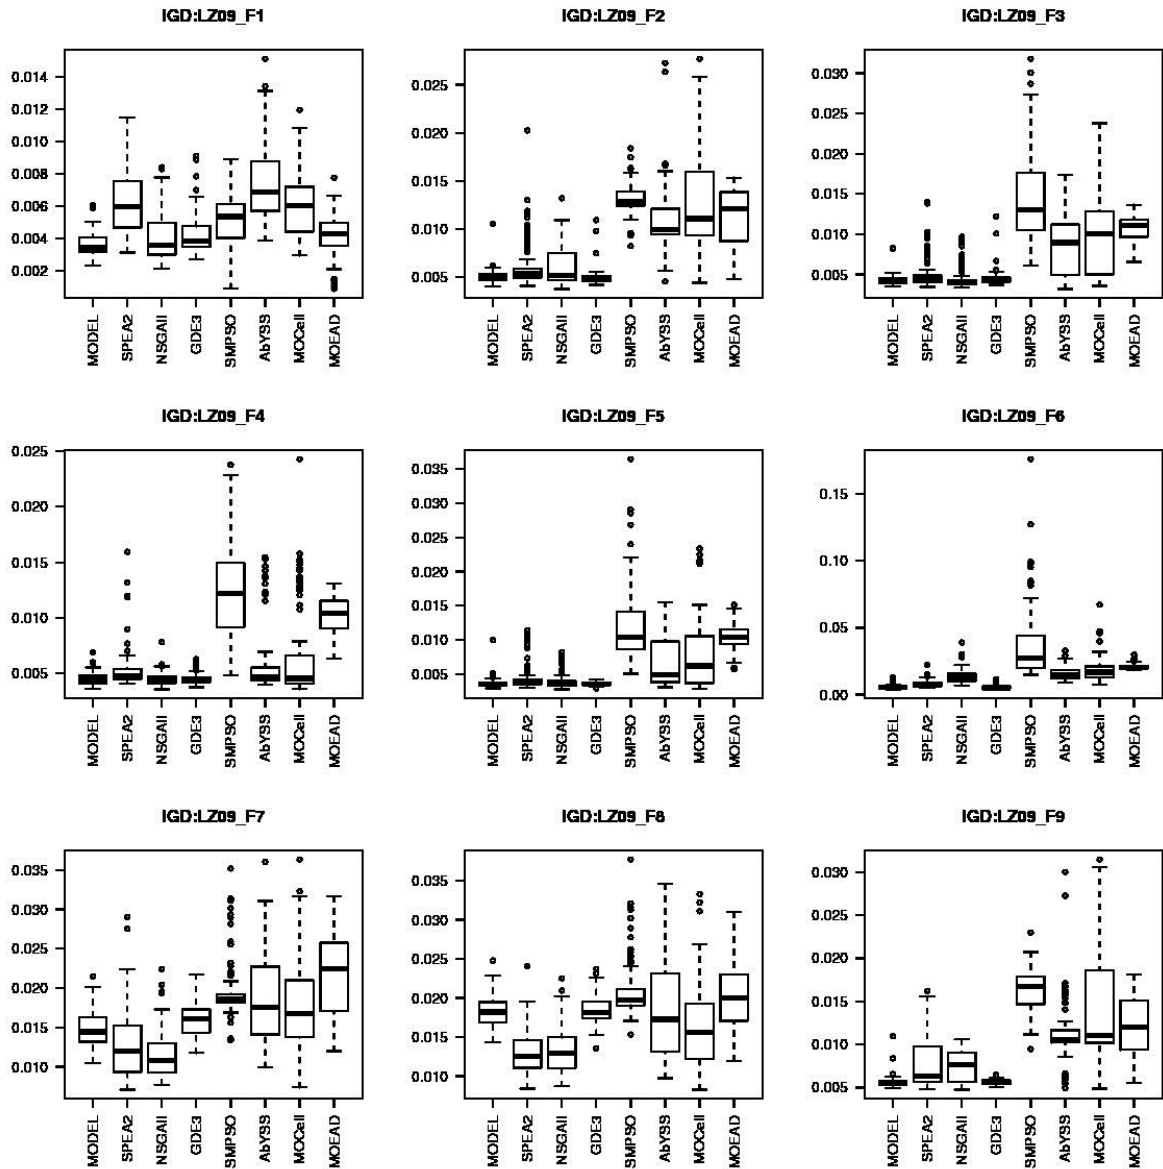 IGD:LZ09_F1
0.014
0.012
0.010
0.008
0.006
0.004
0.002
MODEL
SPEA2
NSGAII
GDE3
SMPSO
AbYSS
MOCell
MOEAD
IGD:LZ09_F2
0.025
0.020
0.015
0.010
0.005
MODEL
SPEA2
NSGAII
GDE3
SMPSO
AbYSS
MOCell
MOEAD
IGD:LZ09_F3
0.030
0.025
0.020
0.015
0.010
0.005
MODEL
SPEA2
NSGAII
GDE3
SMPSO
AbYSS
MOCell
MOEAD
IGD:LZ09_F4
0.025
0.020
0.015
0.010
0.005
MODEL
SPEA2
NSGAII
GDE3
SMPSO
AbYSS
MOCell
MOEAD
IGD:LZ09_F5
0.035
0.030
0.025
0.020
0.015
0.010
0.005
MODEL
SPEA2
NSGAII
GDE3
SMPSO
AbYSS
MOCell
MOEAD
IGD:LZ09_F6
0.15
0.10
0.05
0.00
MODEL
SPEA2
NSGAII
GDE3
SMPSO
AbYSS
MOCell
MOEAD
IGD:LZ09_F7
0.035
0.030
0.025
0.020
0.015
0.010
MODEL
SPEA2
NSGAII
GDE3
SMPSO
AbYSS
MOCell
MOEAD
IGD:LZ09_F8
0.035
0.030
0.025
0.020
0.015
0.010
MODEL
SPEA2
NSGAII
GDE3
SMPSO
AbYSS
MOCell
MOEAD
IGD:LZ09_F9
0.030
0.025
0.020
0.015
0.010
0.005
MODEL
SPEA2
NSGAII
GDE3
SMPSO
AbYSS
MOCell
MOEAD